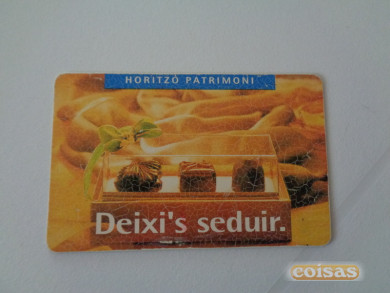 HORITZÓ PATRIMONI
Deixi's seduir.
coisas